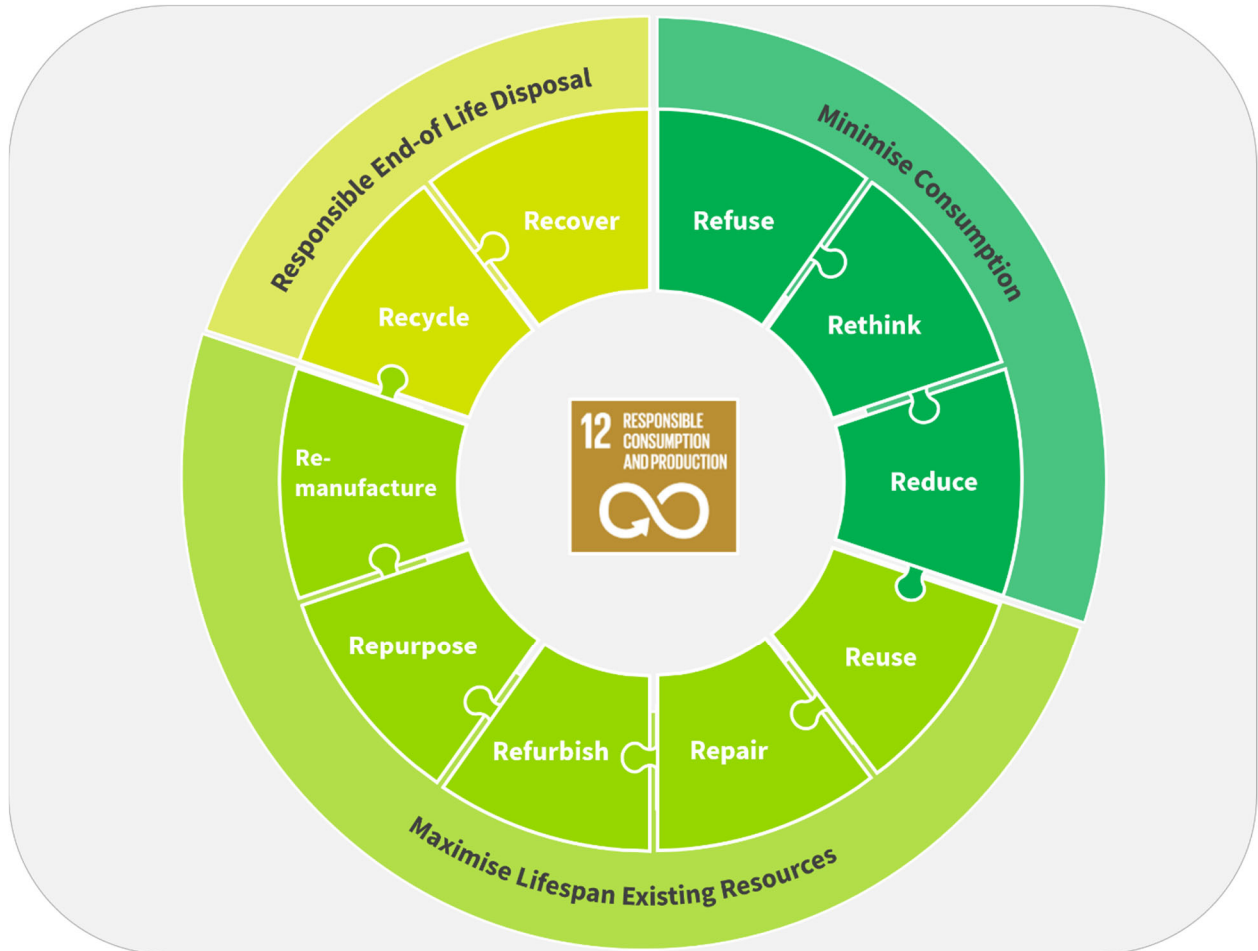 Responsible End-of Life Disposal
Minimise Consumption
Recover
Refuse
Recycle
Rethink
12 RESPONSIBLE
CONSUMPTION
AND PRODUCTION
Re-
manufacture
Reduce
Repurpose
Reuse
Refurbish
Repair
Maximise Lifespan Existing Resources